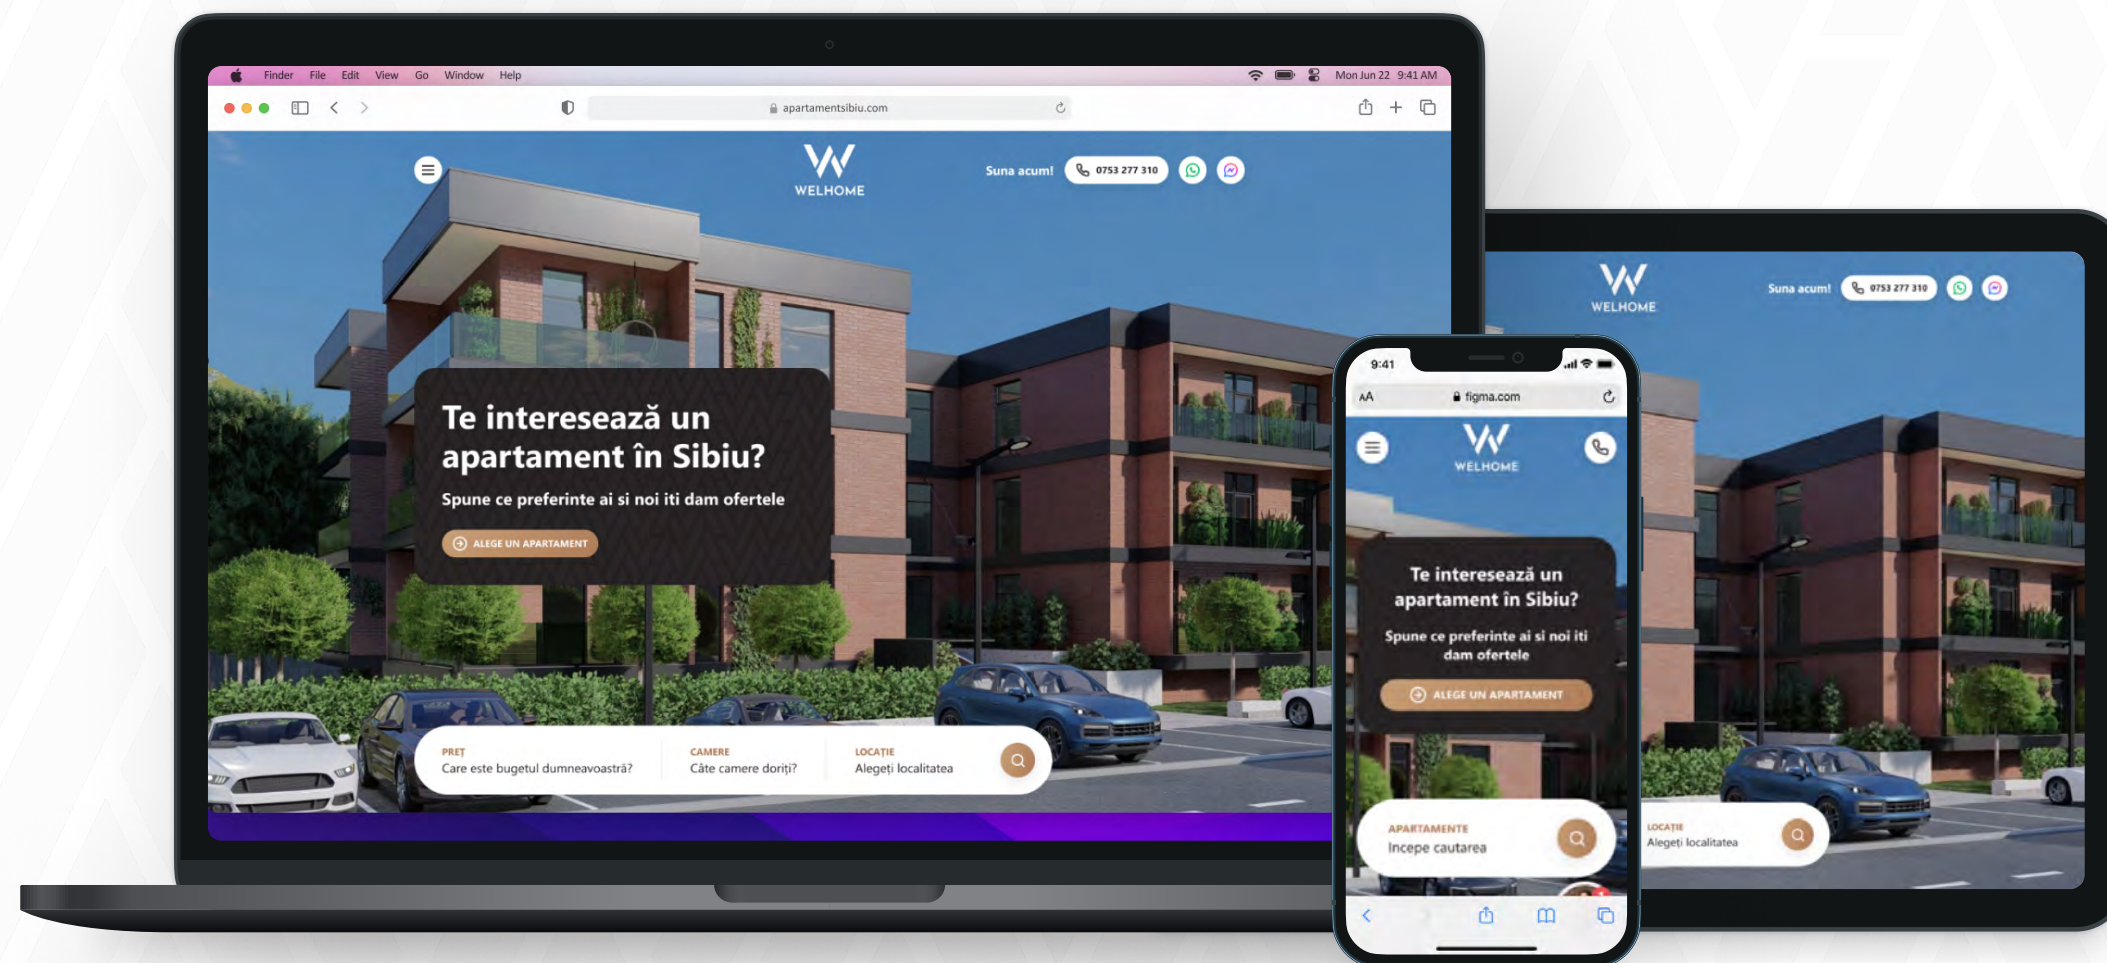 Finder File Edit View Go Window Help
Mon Jun 22 9:41 AM
apartamentsibiu.com
WELHOME
Suna acum!
0753 277 310
Te interesează un
apartament în Sibiu?
Spune ce preferinte ai si noi iti dam ofertele
ALEGE UN APARTAMENT
PREȚ
Care este bugetul dumneavoastră?
CAMERE
Câte camere doriți?
LOCAȚIE
Alegeți localitatea
9:41
AA
figma.com
WELHOME
Te interesează un
apartament în Sibiu?
Spune ce preferinte ai si noi iti
dam ofertele
ALEGE UN APARTAMENT
APARTAMENTE
Incepe cautarea
WELHOME
Suna acum!
0753 277 310
LOCAȚIE
Alegeți localitatea